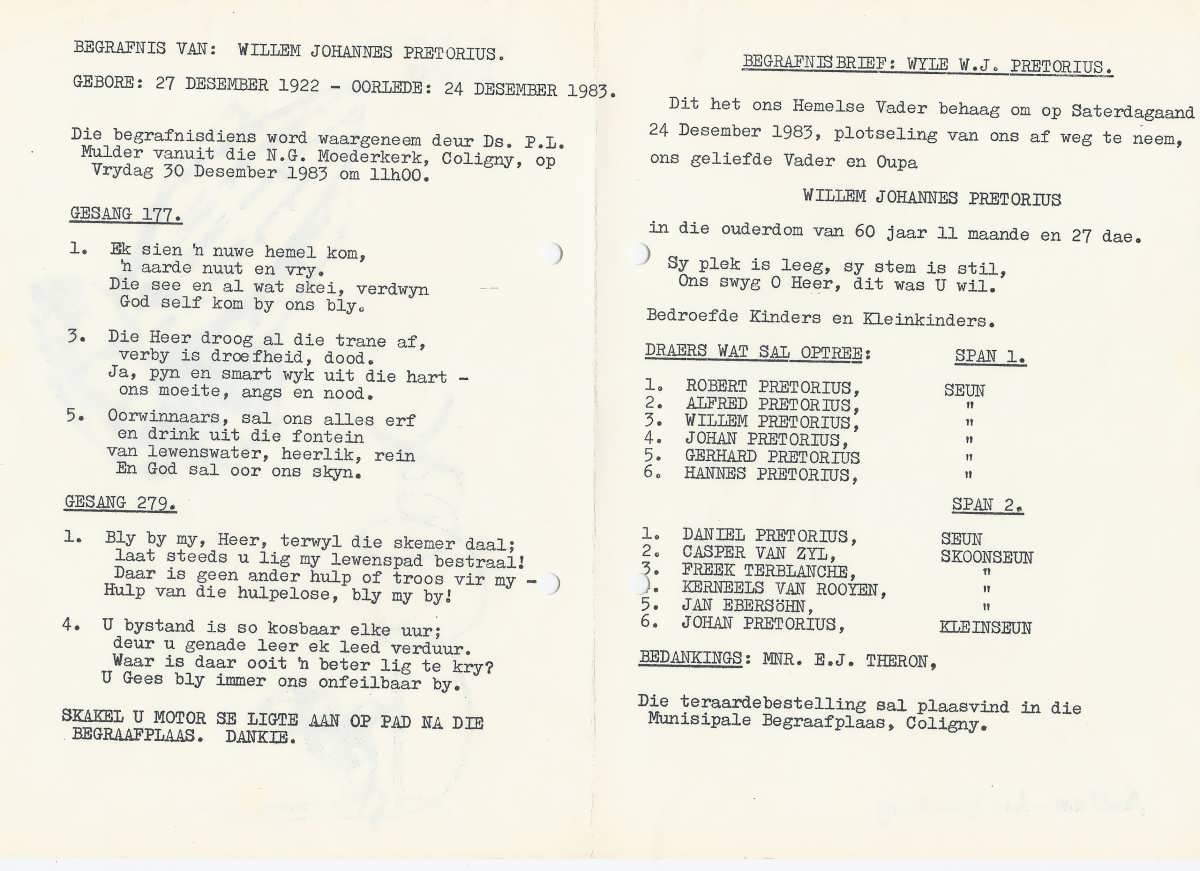 BEGRAFNIS VAN: WILLEM JOHANNES PRETORIUS.
GEBORE: 27 DESEMBER 1922 - OORLEDE: 24 DESEMBER 1983.
Die begrafnisdiens word waargeneem deur Ds. P.L.
Mulder vanuit die N.G. Moederkerk, Coligny, op
Vrydag 30 Desember 1983 om 11h00.
GESANG 177.
1. Ek sien 'n nuwe hemel kom,
'n aarde nuut en vry.
Die see en al wat skei, verdwyn
God self kom by ons bly.
3. Die Heer droog al die trane af,
verby is droefheid, dood.
Ja, pyn en smart wyk uit die hart -
ons moeite, angs en nood.
5. Oorwinnaars, sal ons alles erf
en drink uit die fontein
van lewenswater, heerlik, rein
En God sal oor ons skyn.
GESANG 279.
1. Bly by my, Heer, terwyl die skemer daal;
laat steeds u lig my lewenspad bestraal!
Daar is geen ander hulp of troos vir my -
Hulp van die hulpelose, bly my by!
4. U bystand is so kosbaar elke uur;
deur u genade leer ek leed verduur.
Waar is daar ooit 'n beter lig te kry?
U Gees bly immer ons onfeilbaar by.
SKAKEL U MOTOR SE LIGTE AAN OP PAD NA DIE
BEGRAAFPLAAS. DANKIE.
BEGRAFNISBRIEF: WYLE W.J. PRETORIUS.
Dit het ons Hemelse Vader behaag om op Saterdagaand
24 Desember 1983, plotseling van ons af weg te neem,
ons geliefde Vader en Oupa
WILLEM JOHANNES PRETORIUS
in die ouderdom van 60 jaar 11 maande en 27 dae.
Sy plek is leeg, sy stem is stil,
Ons swyg O Heer, dit was U wil.
Bedroefde Kinders en Kleinkinders.
DRAERS WAT SAL OPTREE: SPAN 1.
1. ROBERT PRETORIUS, SEUN
2. ALFRED PRETORIUS, "
3. WILLEM PRETORIUS, "
4. JOHAN PRETORIUS, "
5. GERHARD PRETORIUS "
6. HANNES PRETORIUS, "
SPAN 2.
1. DANIEL PRETORIUS, SEUN
2. CASPER VAN ZYL, SKOONSEUN
3. FREEK TERBLANCHE, "
. KERNEELS VAN ROOYEN, "
5. JAN EBERSöHN, "
6. JOHAN PRETORIUS, KLEINSEUN
BEDANKINGS: MNR. E.J. THERON,
Die teraardebestelling sal plaasvind in die
Munisipale Begraafplaas, Coligny.